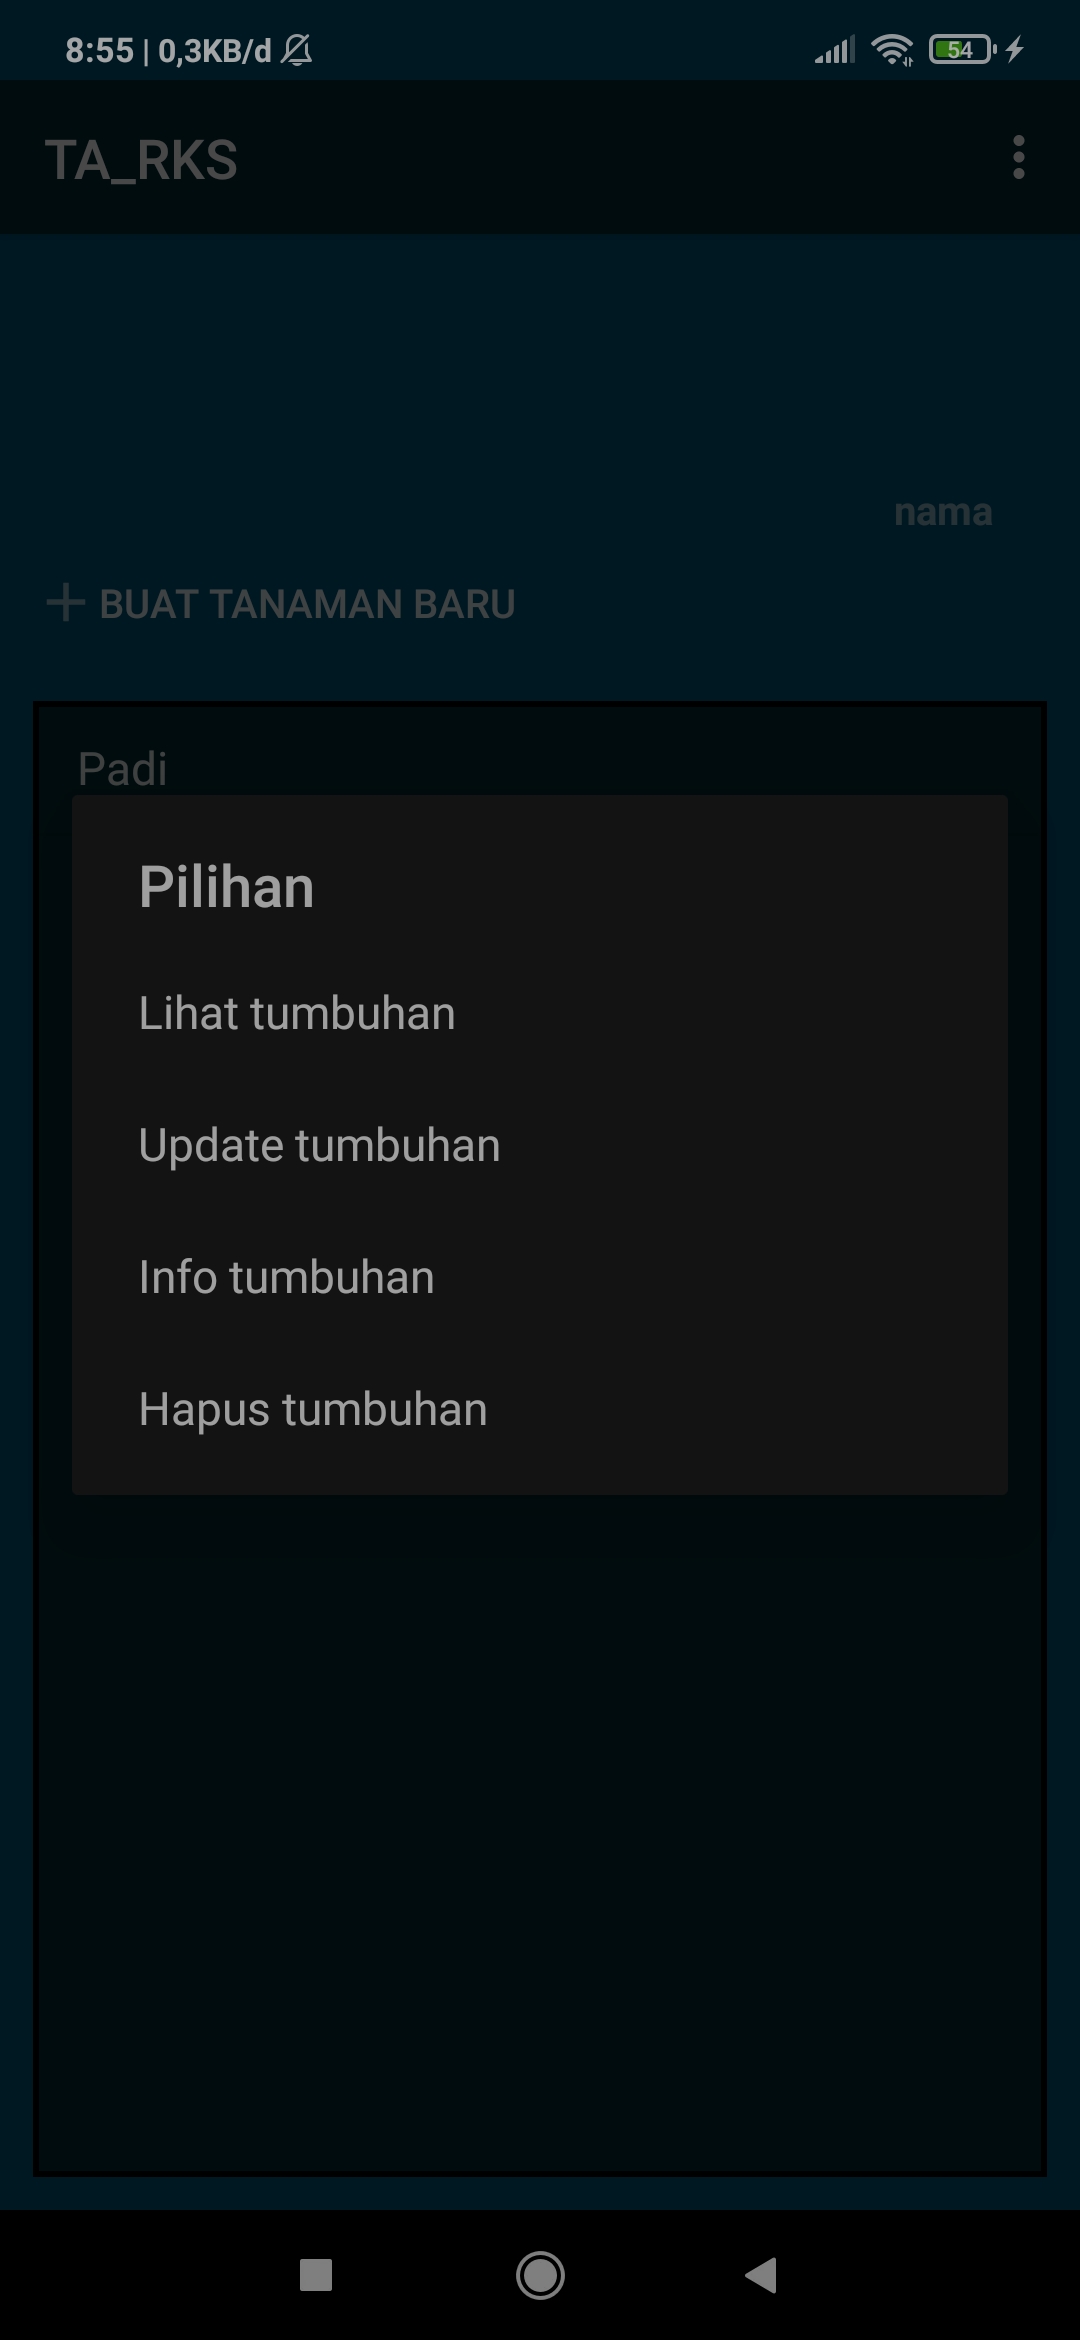 8:55 | 0,3KB/d
54
TA_RKS
nama
BUAT TANAMAN BARU
Padi
Pilihan
Lihat tumbuhan
Update tumbuhan
Info tumbuhan
Hapus tumbuhan